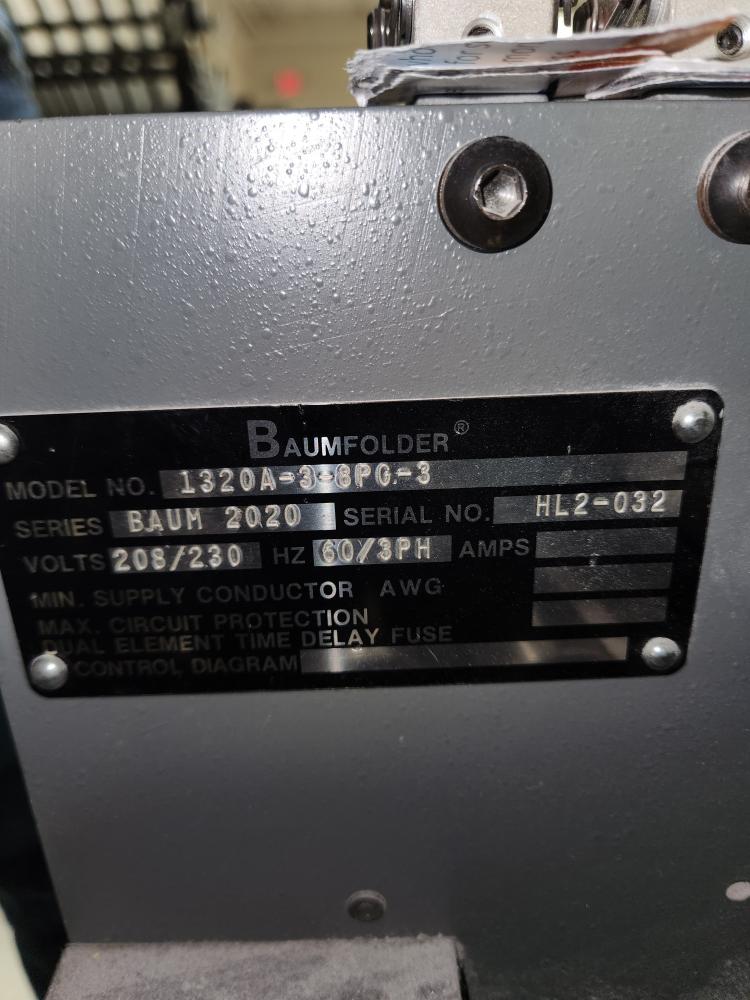 BAUMFOLDER®
MODEL NO. 1320A-3-8PG-3
SERIES BAUM 2020 SERIAL NO. HL2-032
VOLTS 208/230 HZ 60/3PH AMPS
MIN. SUPPLY CONDUCTOR AWG
MAX. CIRCUIT PROTECTION
DUAL ELEMENT TIME DELAY FUSE
CONTROL DIAGRAM